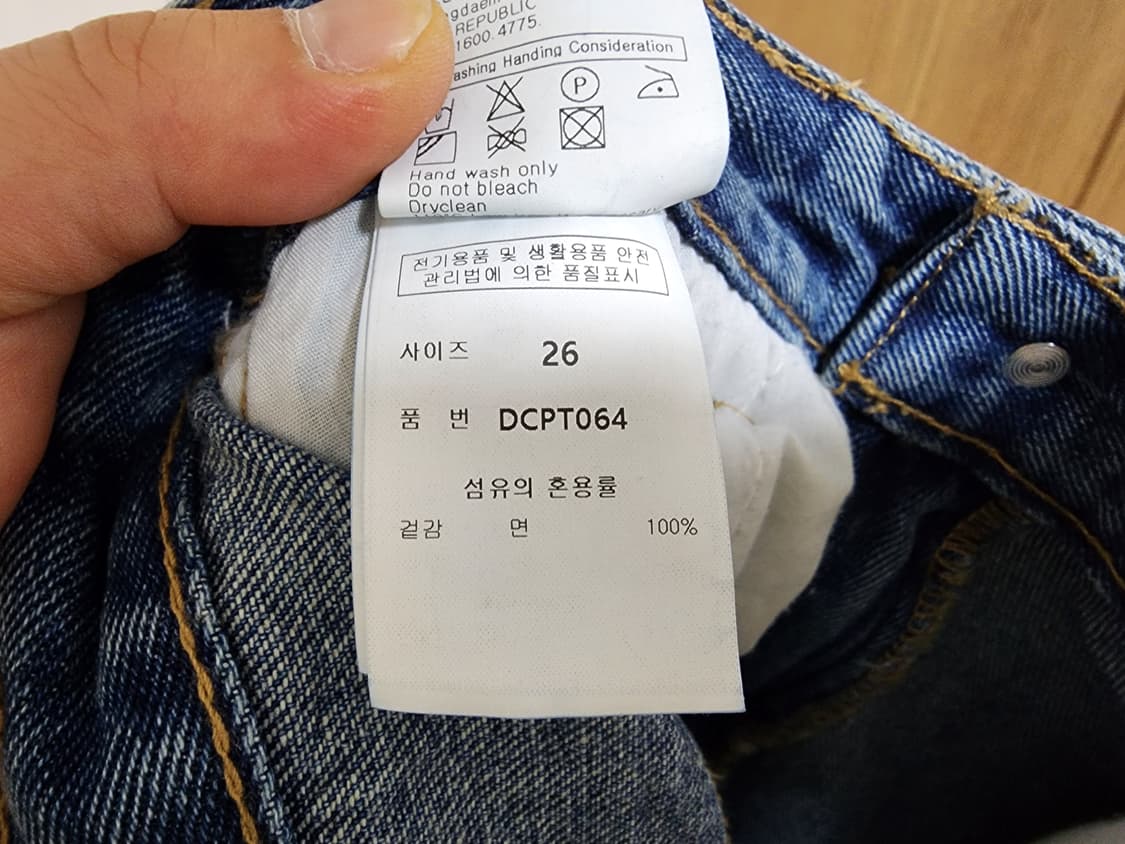 REPUBLIC
1600.4775.
ashing Handing Consideration
P
Hand wash only
Do not bleach
Dryclean
전기용품 및 생활용품 안전
관리법에 의한 품질표시
사이즈 26
품 번 DCPT064
섬유의 혼용률
겉감 면 100%